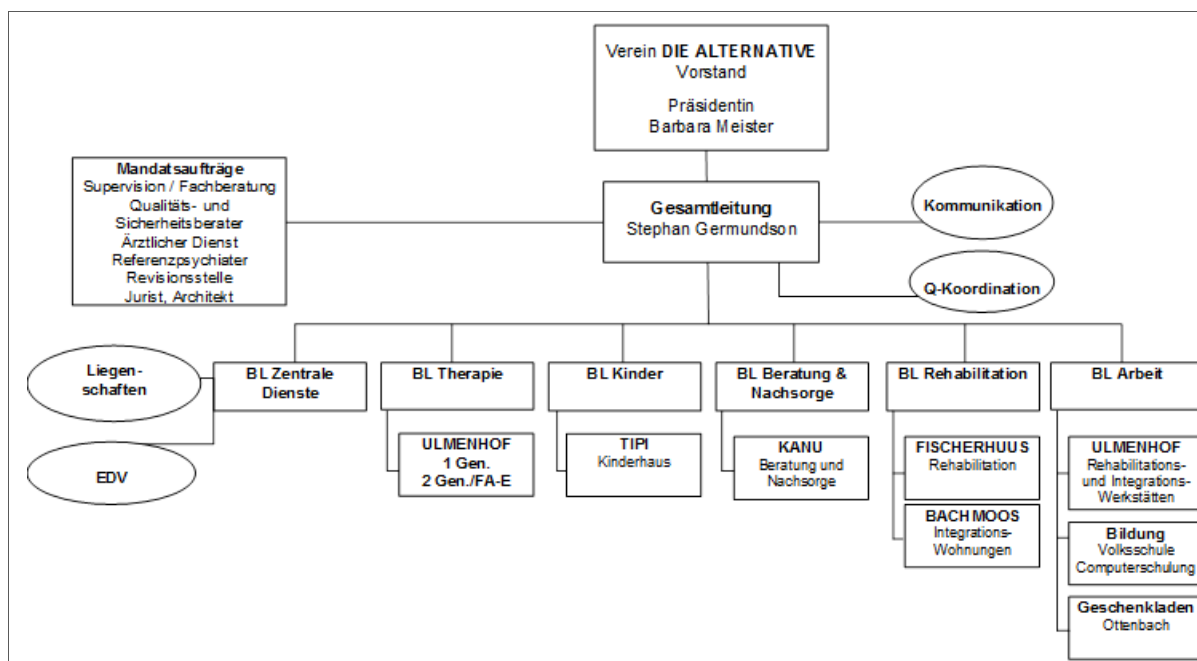 Verein DIE ALTERNATIVE
Vorstand
Präsidentin
Barbara Meister
Mandatsaufträge
Supervision / Fachberatung
Qualitäts- und
Sicherheitsberater
Ärztlicher Dienst
Referenzpsychiater
Revisionsstelle
Jurist, Architekt
Gesamtleitung
Stephan Germundson
Kommunikation
Q-Koordination
Liegen-
schaften
EDV
BL Zentrale
Dienste
BL Therapie
BL Kinder
BL Beratung &
Nachsorge
BL Rehabilitation
BL Arbeit
ULMENHOF
1 Gen.
2 Gen./FA-E
TIPI
Kinderhaus
KANU
Beratung und
Nachsorge
FISCHERHUUS
Rehabilitation
BACHMOOS
Integrations-
Wohnungen
ULMENHOF
Rehabilitations-
und Integrations-
Werkstätten
Bildung
Volksschule
Computerschulung
Geschenkladen
Ottenbach